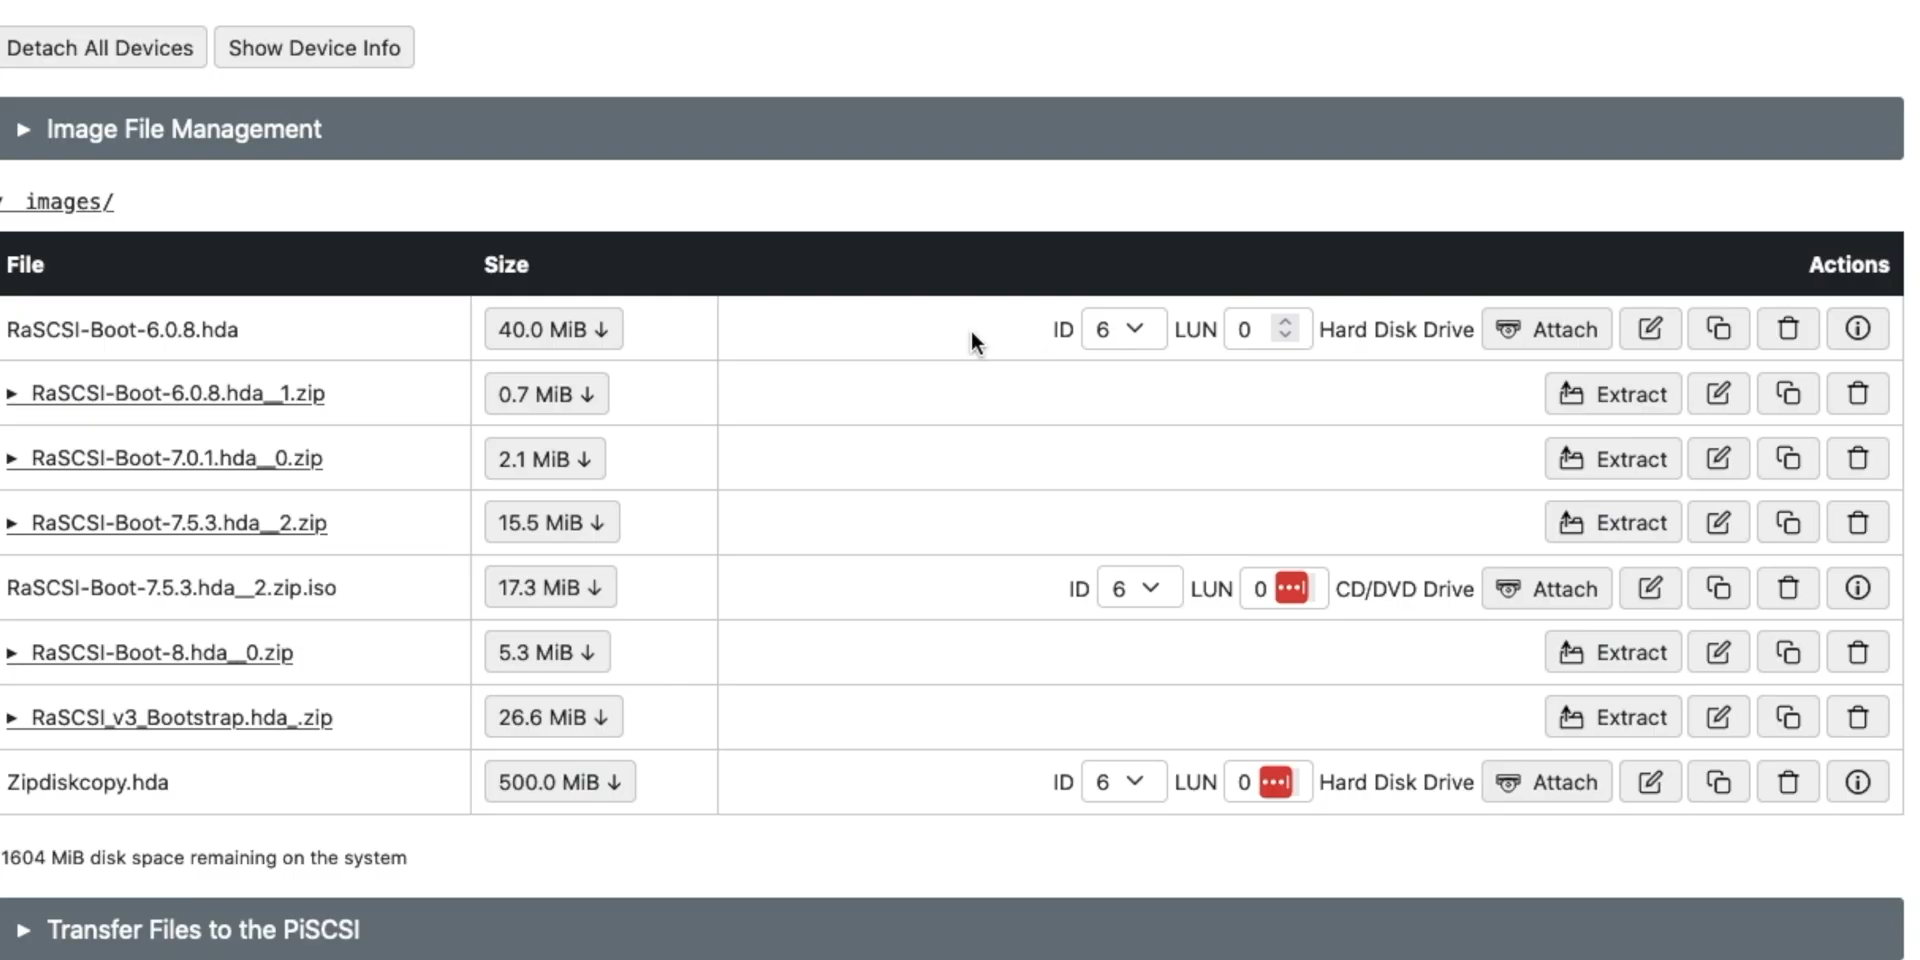 Detach All Devices Show Device Info
Image File Management
images/
File Size Actions
RaSCSI-Boot-6.0.8.hda 40.0 MiB ↓ ID 6 LUN 0 Hard Disk Drive Attach
RaSCSI-Boot-6.0.8.hda__1.zip 0.7 MiB ↓ Extract
RaSCSI-Boot-7.0.1.hda__0.zip 2.1 MiB ↓ Extract
RaSCSI-Boot-7.5.3.hda__2.zip 15.5 MiB ↓ Extract
RaSCSI-Boot-7.5.3.hda__2.zip.iso 17.3 MiB ↓ ID 6 LUN 0 CD/DVD Drive Attach
RaSCSI-Boot-8.hda__0.zip 5.3 MiB ↓ Extract
RaSCSI_v3_Bootstrap.hda_.zip 26.6 MiB ↓ Extract
Zipdiskcopy.hda 500.0 MiB ↓ ID 6 LUN 0 Hard Disk Drive Attach
1604 MiB disk space remaining on the system
Transfer Files to the PiSCSI